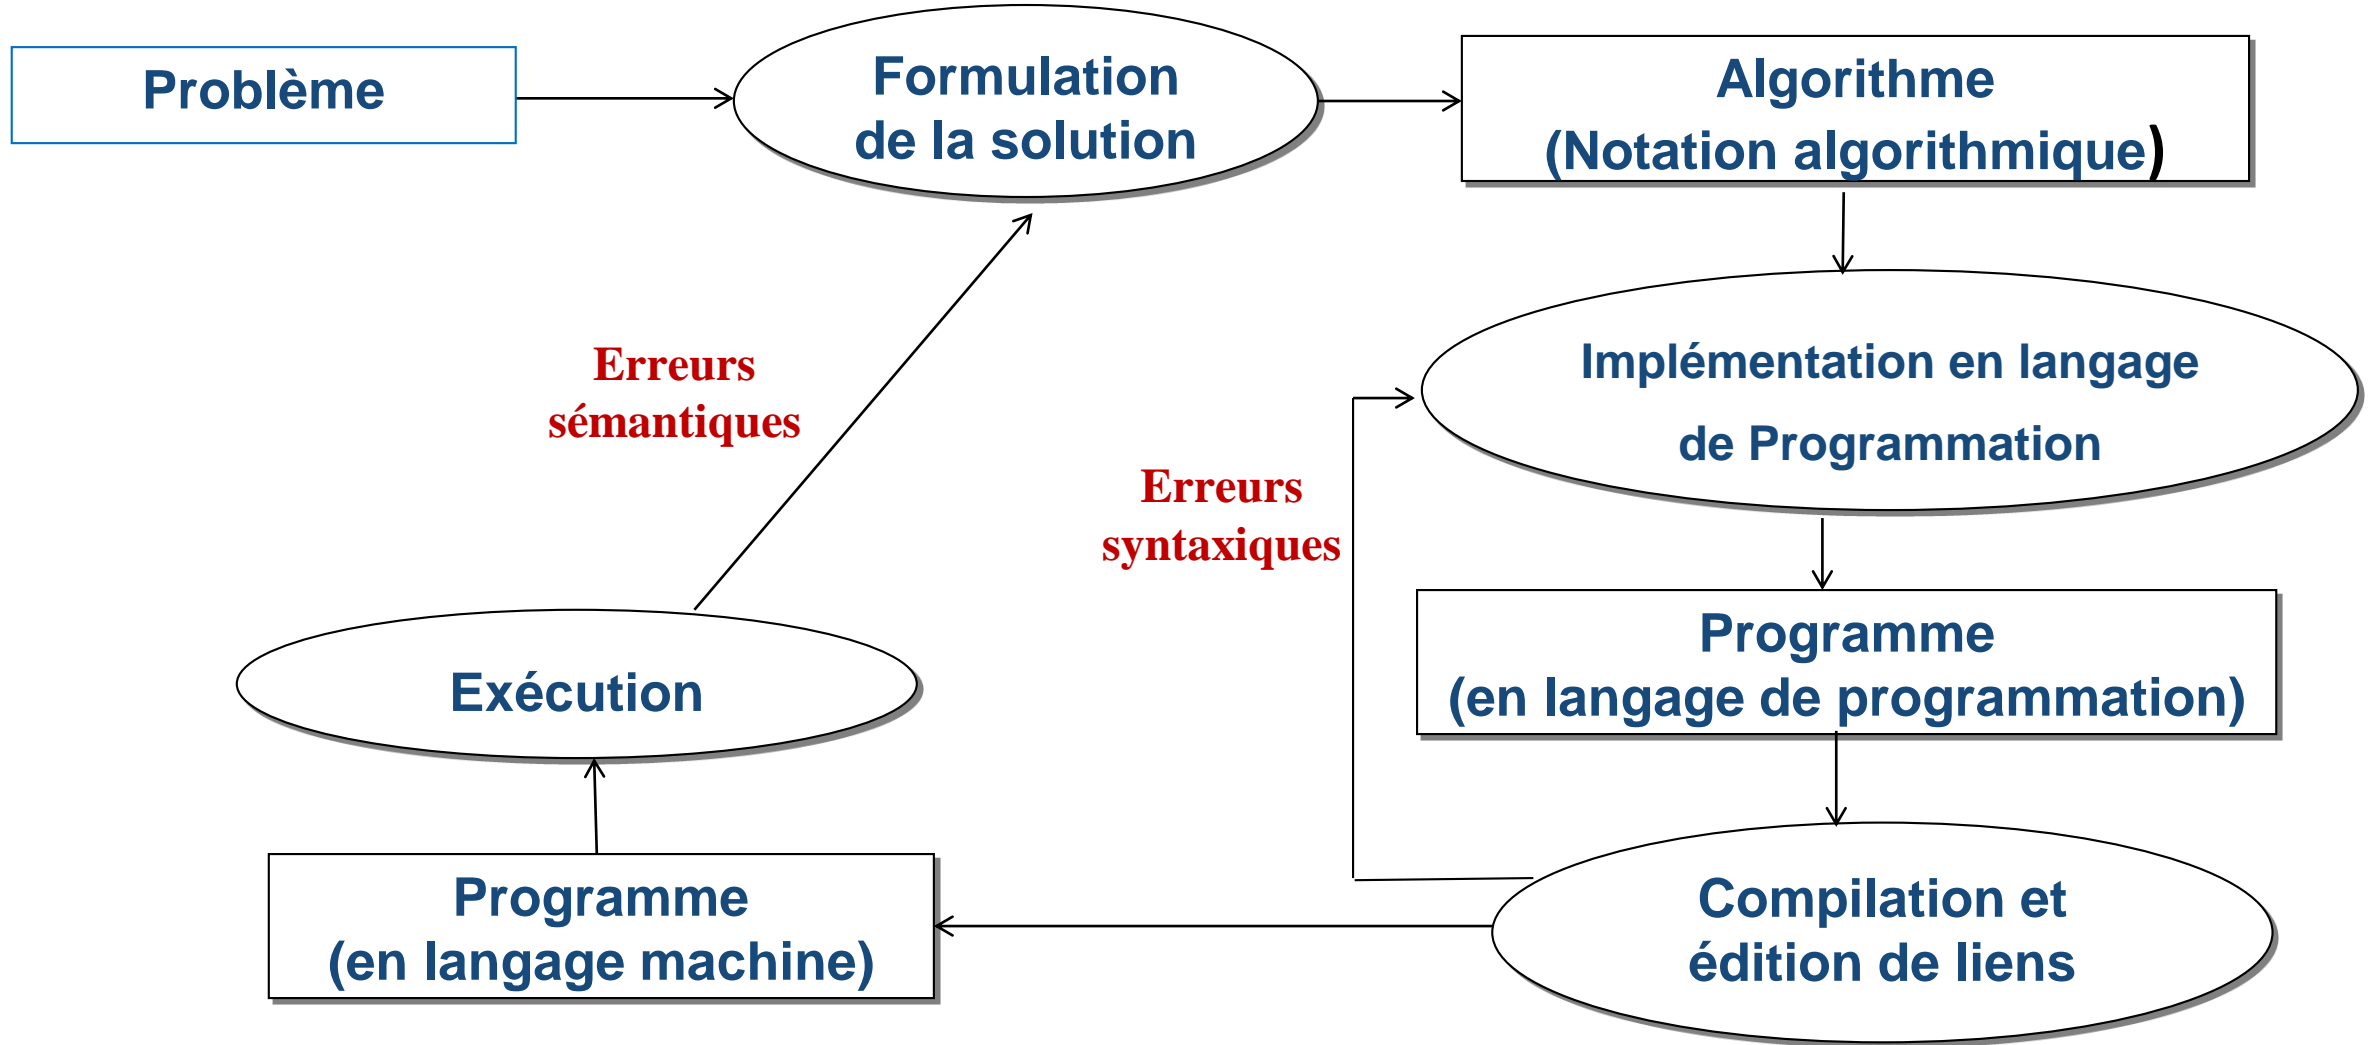 Problème
Formulation
de la solution
Algorithme
(Notation algorithmique)
Implémentation en langage
de Programmation
Erreurs
sémantiques
Erreurs
syntaxiques
Programme
(en langage de programmation)
Exécution
Compilation et
édition de liens
Programme
(en langage machine)